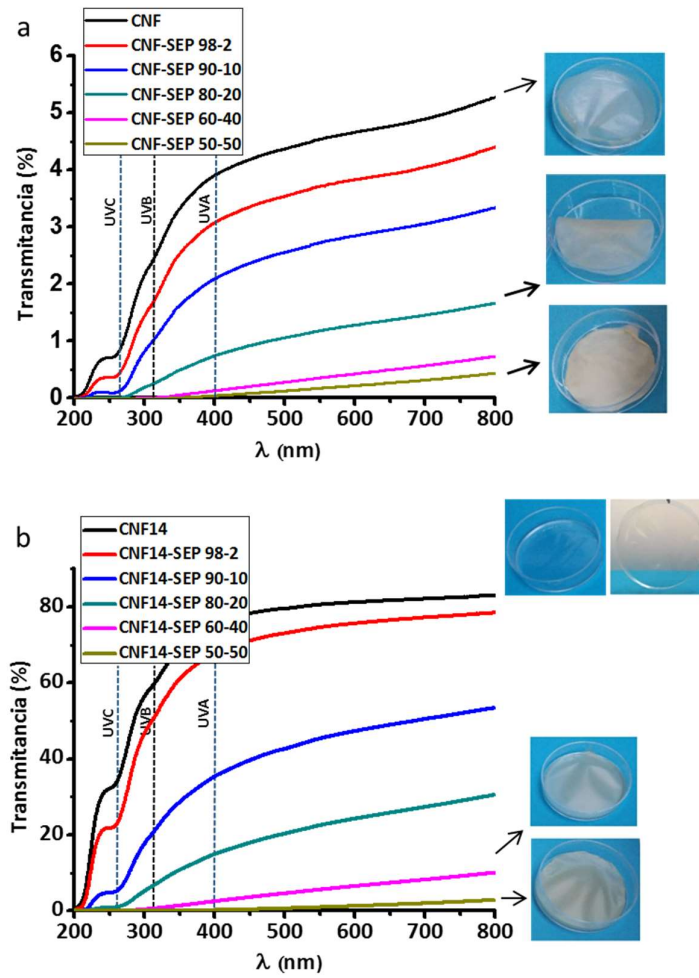 a
CNF
CNF-SEP 98-2
CNF-SEP 90-10
CNF-SEP 80-20
CNF-SEP 60-40
CNF-SEP 50-50
Transmitancia (%)
6
5
4
3
2
1
0
UVC
UVB
UVA
200 300 400 500 600 700 800
λ (nm)
b
CNF14
CNF14-SEP 98-2
CNF14-SEP 90-10
CNF14-SEP 80-20
CNF14-SEP 60-40
CNF14-SEP 50-50
Transmitancia (%)
80
60
40
20
0
UVC
UVB
UVA
200 300 400 500 600 700 800
λ (nm)